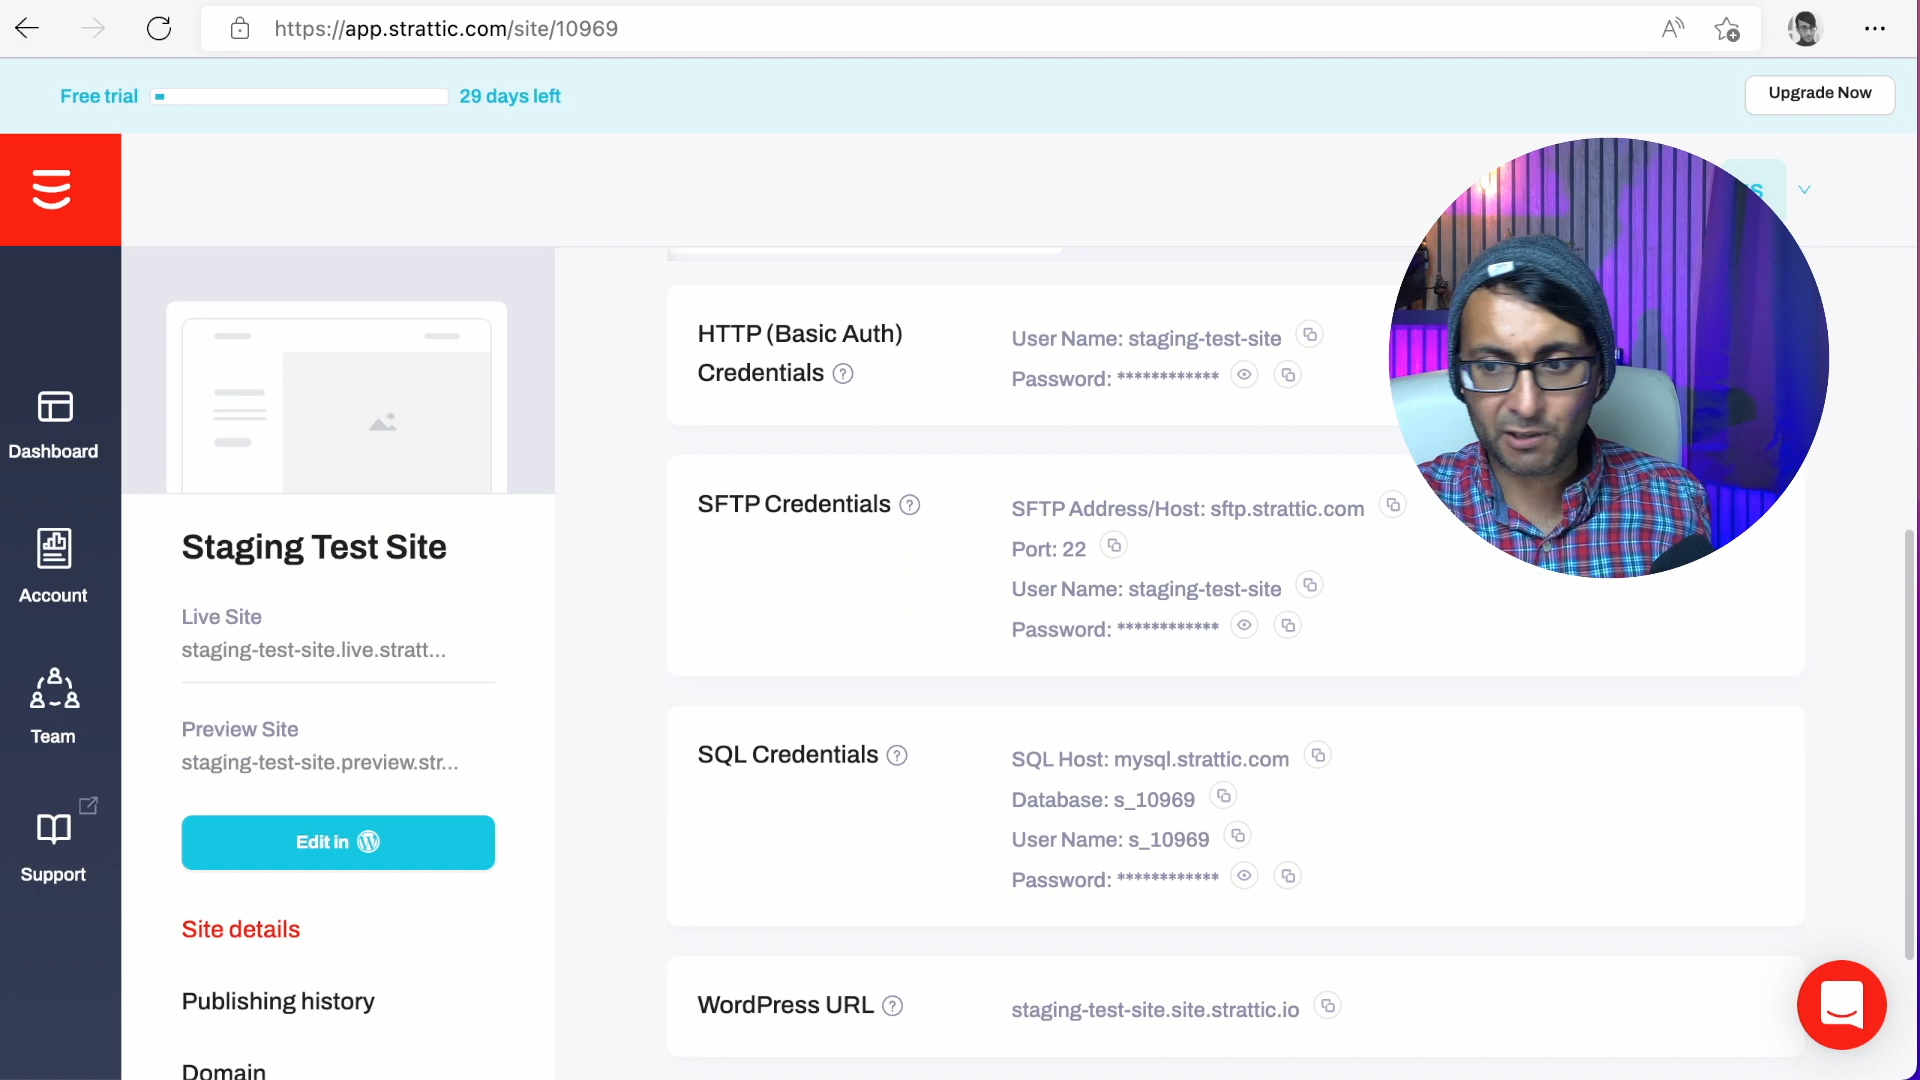 https://app.strattic.com/site/10969
Free trial
29 days left
Upgrade Now
S
HTTP (Basic Auth)
Credentials
User Name: staging-test-site
Password: ************
Dashboard
SFTP Credentials
SFTP Address/Host: sftp.strattic.com
Port: 22
User Name: staging-test-site
Password: ************
Staging Test Site
Account
Live Site
staging-test-site.live.stratt...
Team
Preview Site
staging-test-site.preview.str...
SQL Credentials
SQL Host: mysql.strattic.com
Database: s_10969
User Name: s_10969
Password: ************
Edit in
Support
Site details
Publishing history
WordPress URL
staging-test-site.site.strattic.io
Domain